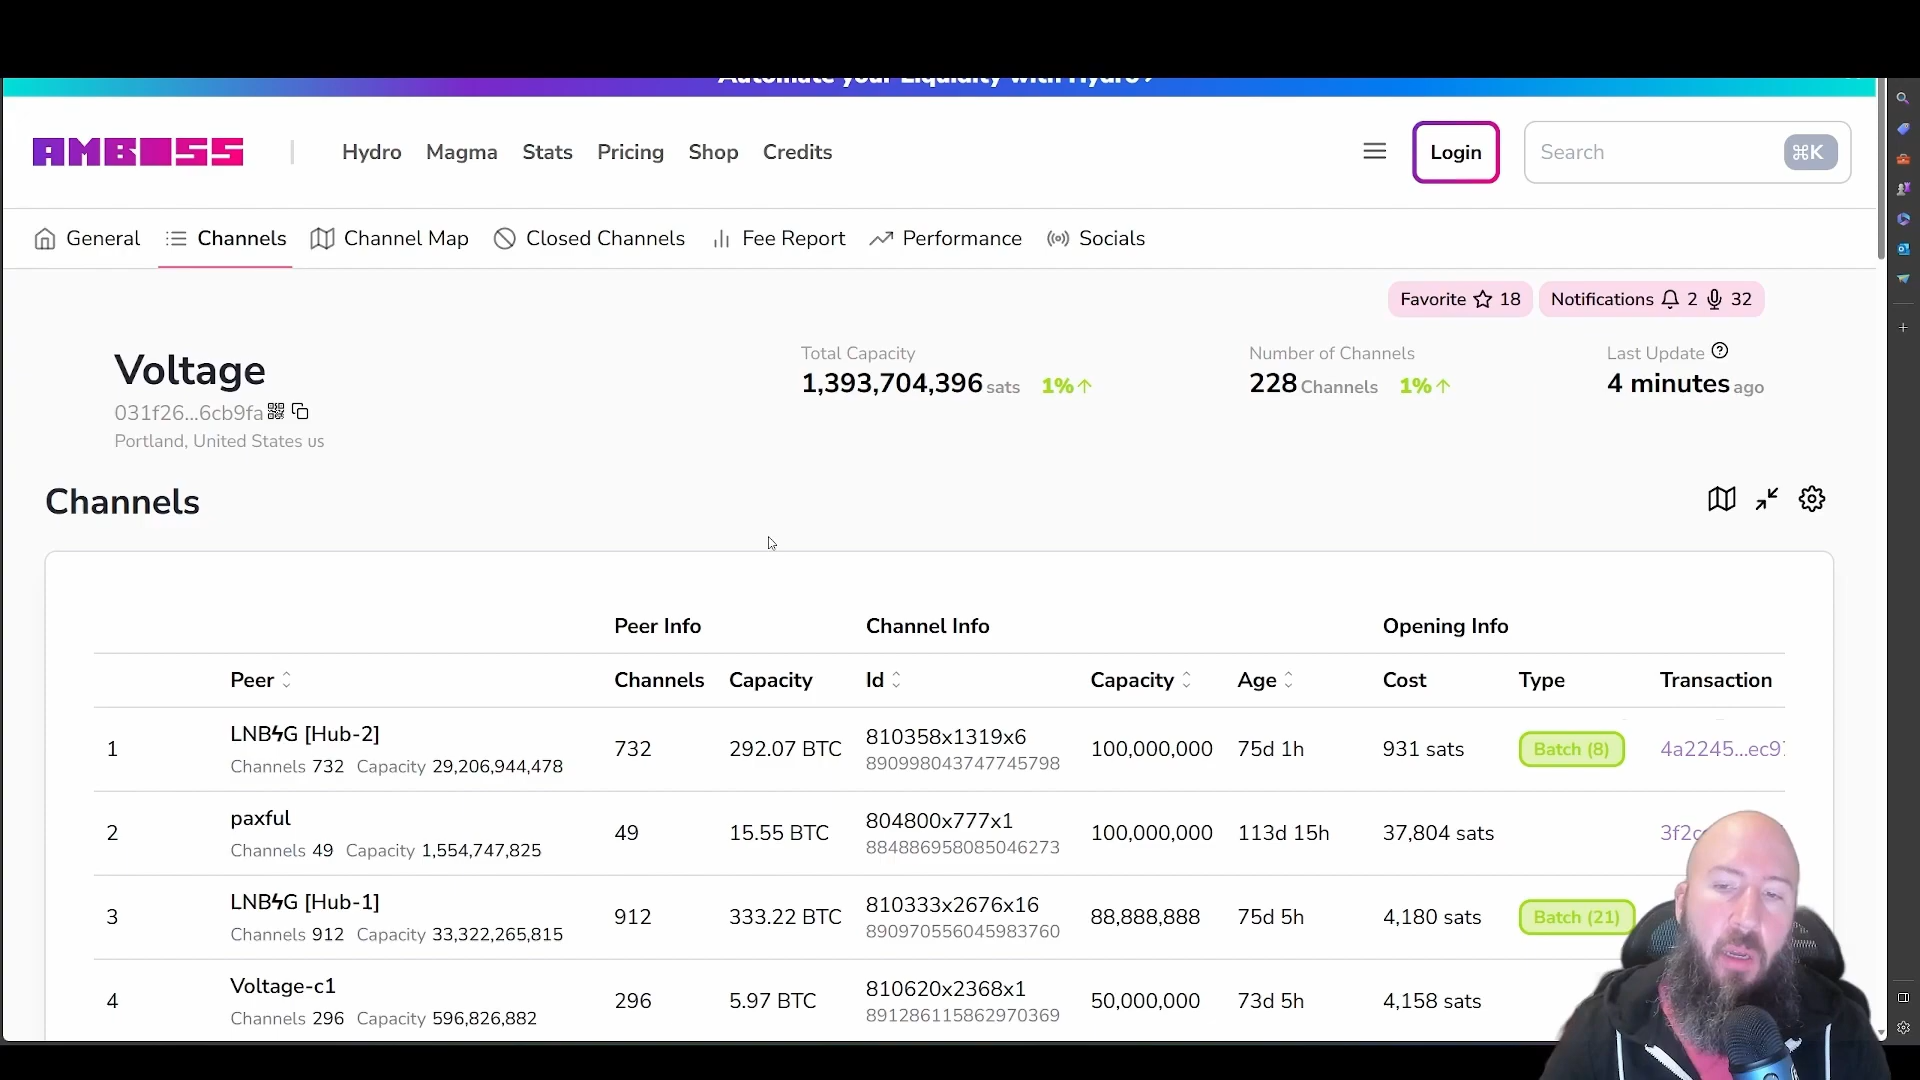 Automate your Liquidity with Hydro
AMBOSS
Hydro Magma Stats Pricing Shop Credits
Login
Search ⌘K
General Channels Channel Map Closed Channels Fee Report Performance Socials
Favorite 18 Notifications 2 32
Voltage
031f26...6cb9fa
Portland, United States us
Total Capacity
1,393,704,396 sats 1%↑
Number of Channels
228 Channels 1%↑
Last Update
4 minutes ago
Channels
Peer Info Channel Info Opening Info
Peer Channels Capacity Id Capacity Age Cost Type Transaction
1 LNBϟG [Hub-2] 732 292.07 BTC 810358x1319x6 100,000,000 75d 1h 931 sats Batch (8) 4a2245...ec97
Channels 732 Capacity 29,206,944,478 890998043747745798
2 paxful 49 15.55 BTC 804800x777x1 100,000,000 113d 15h 37,804 sats
Channels 49 Capacity 1,554,747,825 884886958085046273
3 LNBϟG [Hub-1] 912 333.22 BTC 810333x2676x16 88,888,888 75d 5h 4,180 sats Batch (21)
Channels 912 Capacity 33,322,265,815 890970556045983760
4 Voltage-c1 296 5.97 BTC 810620x2368x1 50,000,000 73d 5h 4,158 sats
Channels 296 Capacity 596,826,882 891286115862970369